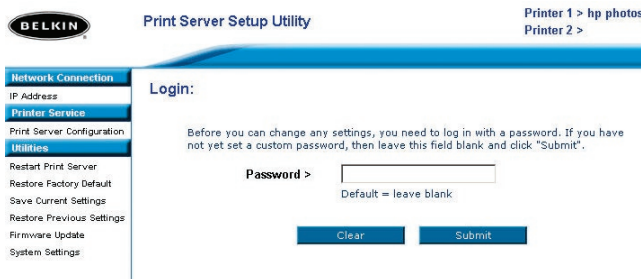 BELKIN
Print Server Setup Utility
Printer 1 > hp photos
Printer 2 >
Network Connection
IP Address
Printer Service
Print Server Configuration
Utilities
Restart Print Server
Restore Factory Default
Save Current Settings
Restore Previous Settings
Firmware Update
System Settings
Login:
Before you can change any settings, you need to log in with a password. If you have
not yet set a custom password, then leave this field blank and click "Submit".
Password >
Default = leave blank
Clear
Submit